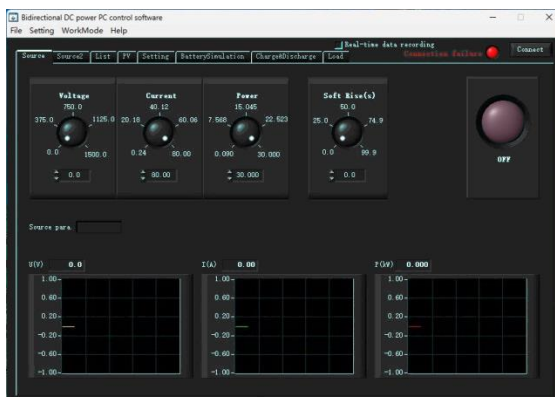 Bidirectional DC power PC control software
File Setting WorkMode Help
Real-time data recording
Source Source2 List PV Setting BatterySimulation Charge&Discharge Load
Connection failure
Connect
Voltage Current Power Soft Rise(s)
750.0 40.12 15.045 50.0
375.0 1125.0 20.18 60.06 7.568 22.523 25.0 74.9
0.0 1500.0 0.24 80.00 0.090 30.000 0.0 99.9
OFF
0.0 80.00 30.000 0.0
Source para
U(V) 0.0 I(A) 0.00 P(kW) 0.000
1.00 1.00 1.00
0.60 0.60 0.60
0.20 0.20 0.20
-0.20 -0.20 -0.20
-0.60 -0.60 -0.60
-1.00 -1.00 -1.00